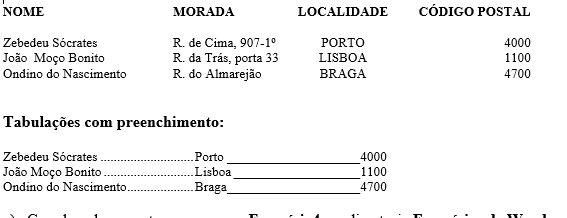 NOME MORADA LOCALIDADE CÓDIGO POSTAL
Zebedeu Sócrates R. de Cima, 907-1º PORTO 4000
João Moço Bonito R. da Trás, porta 33 LISBOA 1100
Ondino do Nascimento R. do Almarejão BRAGA 4700
Tabulações com preenchimento:
Zebedeu Sócrates ............................Porto ____________________4000
João Moço Bonito ...........................Lisboa ___________________1100
Ondino do Nascimento....................Braga____________________4700